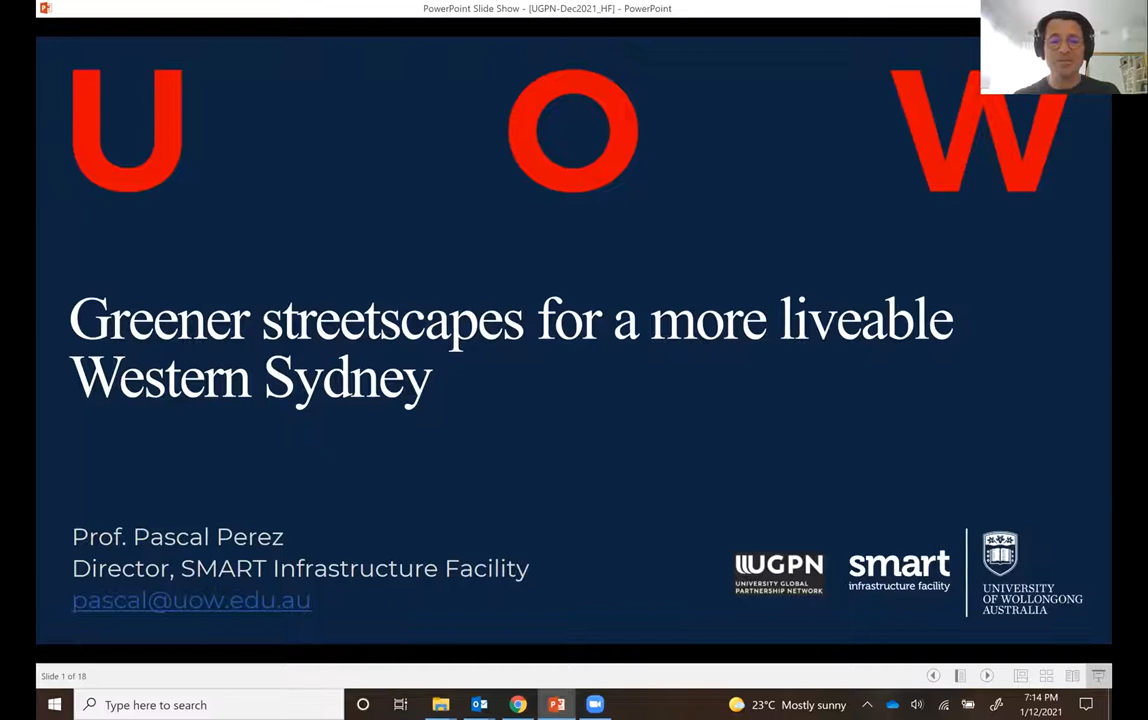 PowerPoint Slide Show - [UGPN-Dec2021_HF] - PowerPoint
U O W
Greener streetscapes for a more liveable
Western Sydney
Prof. Pascal Perez
Director, SMART Infrastructure Facility
pascal@uow.edu.au
UGPN
UNIVERSITY GLOBAL
PARTNERSHIP NETWORK
smart
infrastructure facility
UNIVERSITY
OF WOLLONGONG
AUSTRALIA
Slide 1 of 18
Type here to search
23°C Mostly sunny
7:14 PM
1/12/2021